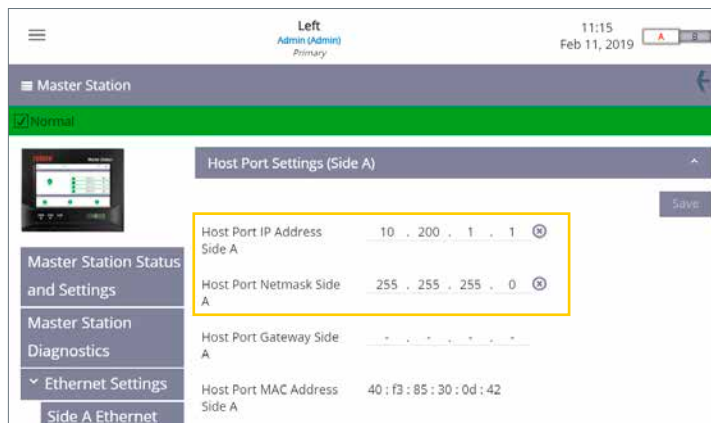 Left
Admin (Admin)
Primary
11:15
Feb 11, 2019
A
B
Master Station
Normal
Host Port Settings (Side A)
Save
Host Port IP Address
Side A
10 . 200 . 1 . 1
Host Port Netmask Side
A
255 . 255 . 255 . 0
Host Port Gateway Side
A
- . - . - . -
Host Port MAC Address
Side A
40 : f3 : 85 : 30 : 0d : 42
Master Station Status
and Settings
Master Station
Diagnostics
Ethernet Settings
Side A Ethernet